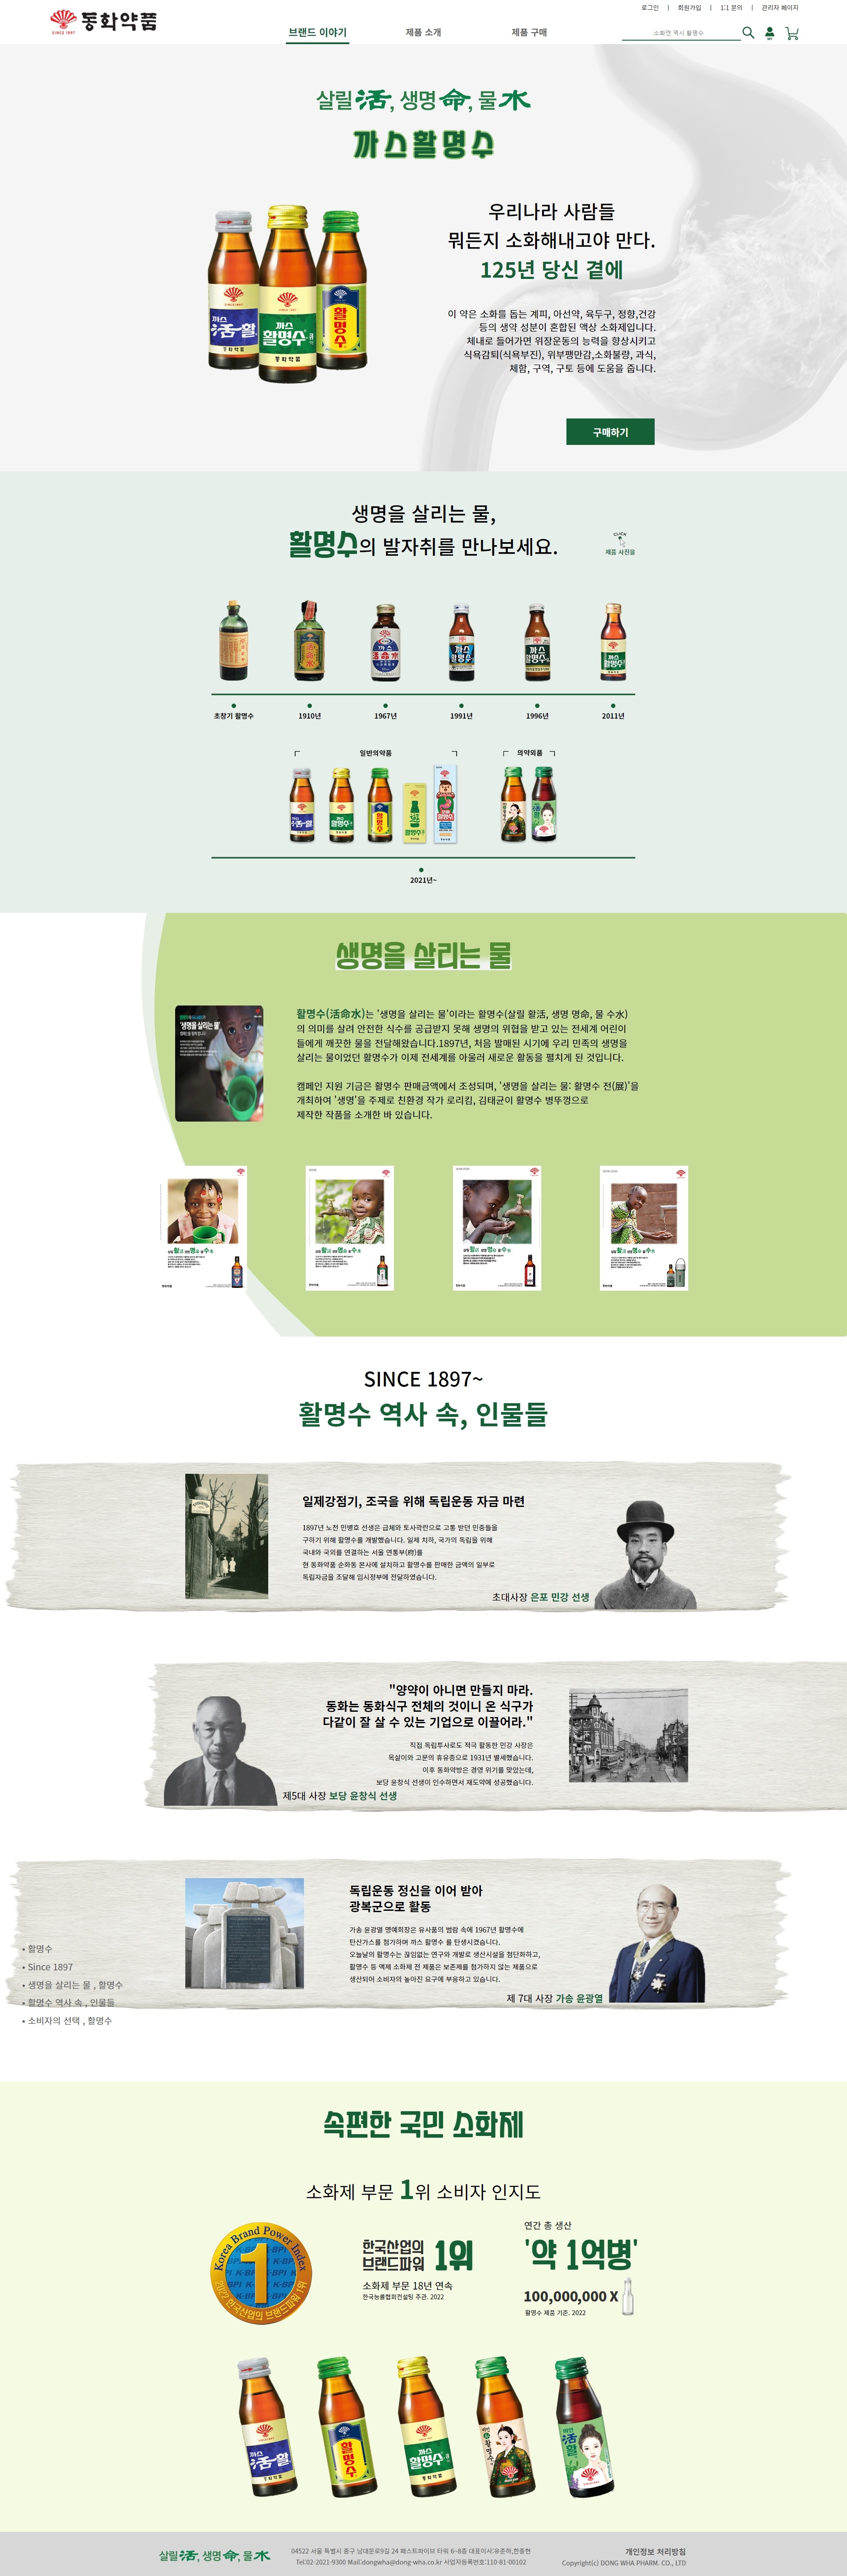 로그인 | 회원가입 | 1:1 문의 | 관리자 페이지
SINCE 1897 동화약품
브랜드 이야기
제품 소개
제품 구매
소화엔 역시 활명수
살릴活, 생명命, 물水
까스활명수
우리나라 사람들
뭐든지 소화해내고야 만다.
125년 당신 곁에
이 약은 소화를 돕는 계피, 아선약, 육두구, 정향,건강
등의 생약 성분이 혼합된 액상 소화제입니다.
체내로 들어가면 위장운동의 능력을 향상시키고
식욕감퇴(식욕부진), 위부팽만감,소화불량, 과식,
체함, 구역, 구토 등에 도움을 줍니다.
구매하기
생명을 살리는 물,
활명수의 발자취를 만나보세요.
CLICK
제품 사진을
초창기 활명수
1910년
1967년
1991년
1996년
2011년
일반의약품
의약외품
2021년~
생명을 살리는 물
'생명을 살리는 물'
활명수(活命水)는 '생명을 살리는 물'이라는 활명수(살릴 활活, 생명 명命, 물 수水)
의 의미를 살려 안전한 식수를 공급받지 못해 생명의 위협을 받고 있는 전세계 어린이
들에게 깨끗한 물을 전달해왔습니다.1897년, 처음 발매된 시기에 우리 민족의 생명을
살리는 물이었던 활명수가 이제 전세계를 아울러 새로운 활동을 펼치게 된 것입니다.
캠페인 지원 기금은 활명수 판매금액에서 조성되며, '생명을 살리는 물: 활명수 전(展)'을
개최하여 '생명'을 주제로 친환경 작가 로리킴, 김태균이 활명수 병뚜껑으로
제작한 작품을 소개한 바 있습니다.
SINCE 1897~
활명수 역사 속, 인물들
일제강점기, 조국을 위해 독립운동 자금 마련
1897년 노천 민병호 선생은 급체와 토사곽란으로 고통 받던 민중들을
구하기 위해 활명수를 개발했습니다. 일제 치하, 국가의 독립을 위해
국내와 국외를 연결하는 서울 연통부(府)를
현 동화약품 순화동 본사에 설치하고 활명수를 판매한 금액의 일부로
독립자금을 조달해 임시정부에 전달하였습니다.
초대사장 은포 민강 선생
"양약이 아니면 만들지 마라.
동화는 동화식구 전체의 것이니 온 식구가
다같이 잘 살 수 있는 기업으로 이끌어라."
직접 독립투사로도 적극 활동한 민강 사장은
옥살이와 고문의 휴유증으로 1931년 별세했습니다.
이후 동화약방은 경영 위기를 맞았는데,
보당 윤창식 선생이 인수하면서 재도약에 성공했습니다.
제5대 사장 보당 윤창식 선생
독립운동 정신을 이어 받아
광복군으로 활동
가송 윤광열 명예회장은 유사품의 범람 속에 1967년 활명수에
탄산가스를 첨가하여 까스 활명수 를 탄생시켰습니다.
오늘날의 활명수는 끊임없는 연구와 개발로 생산시설을 첨단화하고,
활명수 등 액제 소화제 전 제품은 보존제를 첨가하지 않는 제품으로
생산되어 소비자의 높아진 요구에 부응하고 있습니다.
제 7대 사장 가송 윤광열
• 활명수
• Since 1897
• 생명을 살리는 물 , 활명수
• 활명수 역사 속 , 인물들
• 소비자의 선택 , 활명수
속편한 국민 소화제
소화제 부문 1위 소비자 인지도
Korea Brand Power Index
1
2022 한국산업의 브랜드파워 1위
한국산업의
브랜드파워 1위
소화제 부문 18년 연속
한국능률협회컨설팅 주관. 2022
연간 총 생산
'약 1억병'
100,000,000 X
활명수 제품 기준. 2022
살릴活, 생명命, 물水
04522 서울 특별시 중구 남대문로9길 24 패스트파이브 타워 6~8층 대표이사:유준하,한종현
Tel:02-2021-9300 Mail:dongwha@dong-wha.co.kr 사업자등록번호:110-81-00102
개인정보 처리방침
Copyright(c) DONG WHA PHARM. CO., LTD